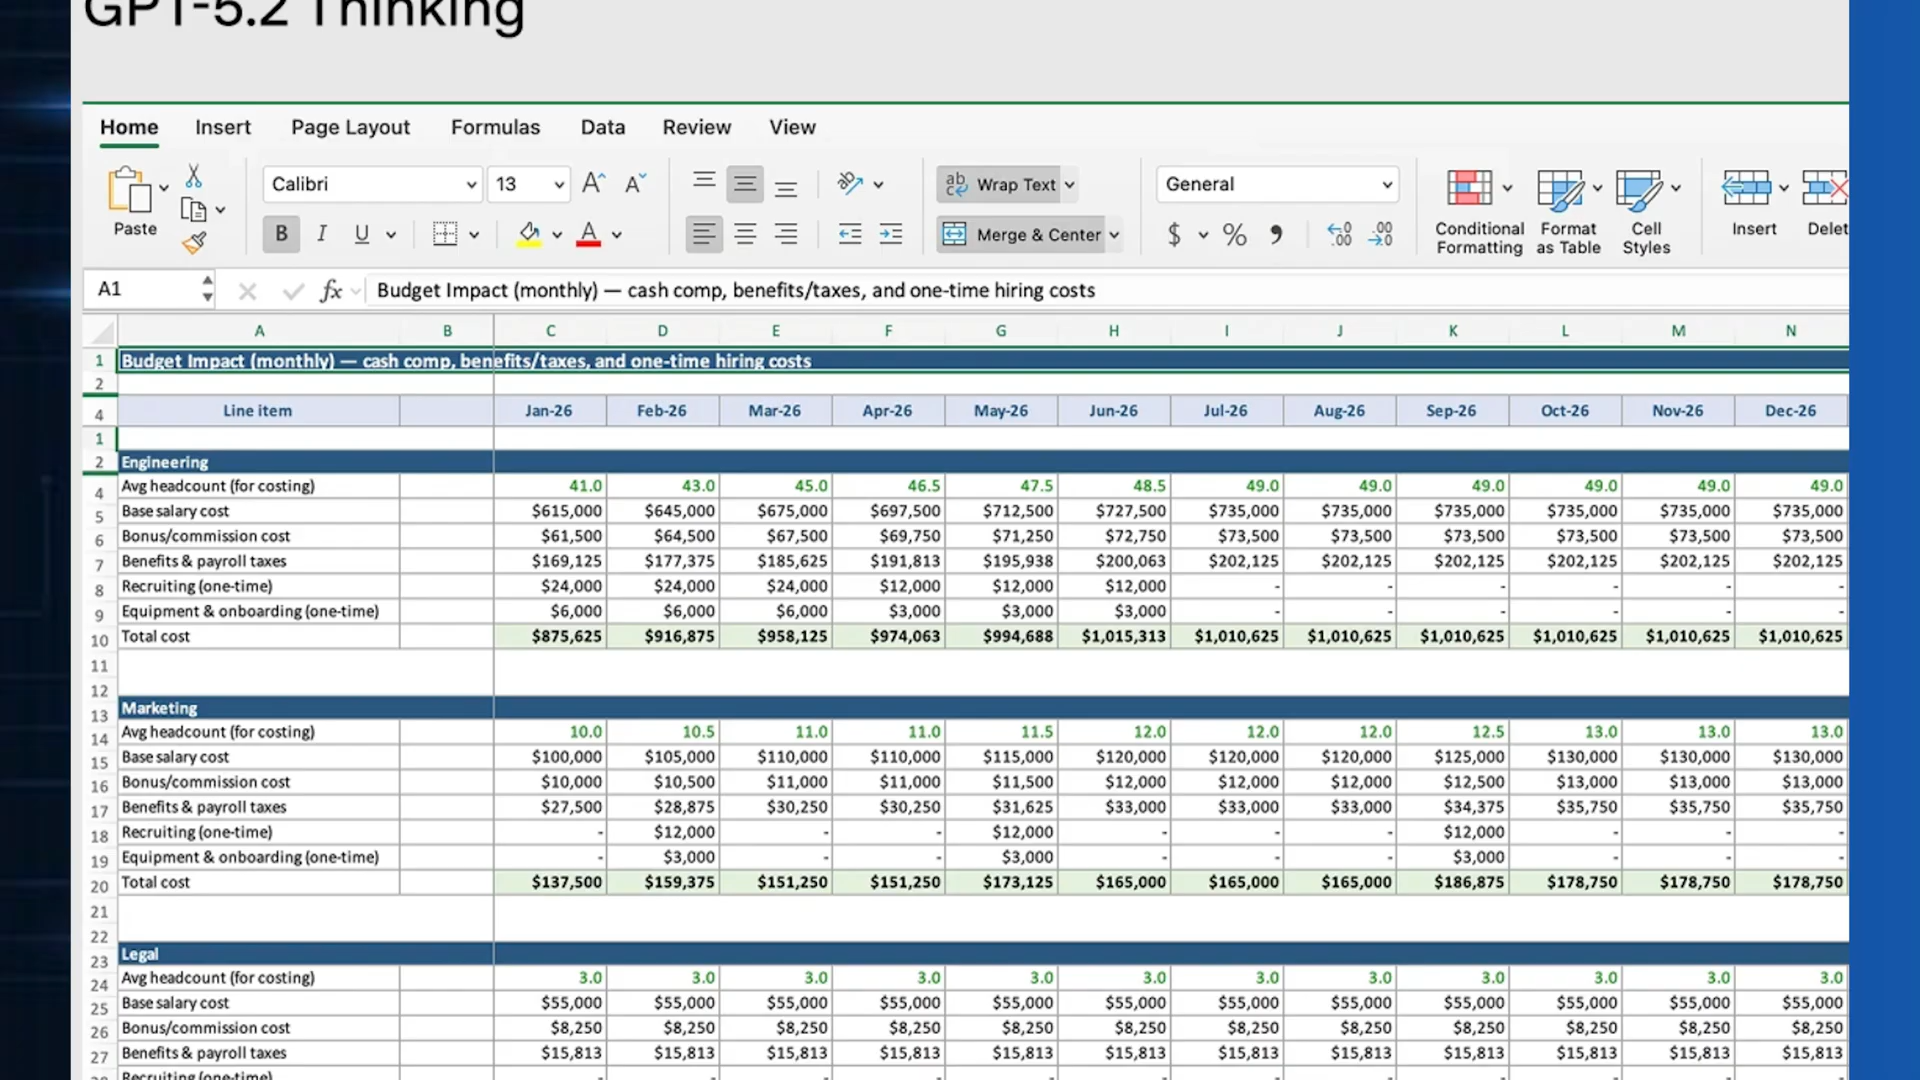 GPT-5.2 Thinking
Home Insert Page Layout Formulas Data Review View
Calibri 13 A A Wrap Text General
Paste B I U A Merge & Center $ % Conditional Formatting Format as Table Cell Styles Insert Delet
A1 fx Budget Impact (monthly) — cash comp, benefits/taxes, and one-time hiring costs
A B C D E F G H I J K L M N
1 Budget Impact (monthly) — cash comp, benefits/taxes, and one-time hiring costs
2
4 Line item Jan-26 Feb-26 Mar-26 Apr-26 May-26 Jun-26 Jul-26 Aug-26 Sep-26 Oct-26 Nov-26 Dec-26
1
2 Engineering
4 Avg headcount (for costing) 41.0 43.0 45.0 46.5 47.5 48.5 49.0 49.0 49.0 49.0 49.0 49.0
5 Base salary cost $615,000 $645,000 $675,000 $697,500 $712,500 $727,500 $735,000 $735,000 $735,000 $735,000 $735,000 $735,000
6 Bonus/commission cost $61,500 $64,500 $67,500 $69,750 $71,250 $72,750 $73,500 $73,500 $73,500 $73,500 $73,500 $73,500
7 Benefits & payroll taxes $169,125 $177,375 $185,625 $191,813 $195,938 $200,063 $202,125 $202,125 $202,125 $202,125 $202,125 $202,125
8 Recruiting (one-time) $24,000 $24,000 $24,000 $12,000 $12,000 $12,000 - - - - - -
9 Equipment & onboarding (one-time) $6,000 $6,000 $6,000 $3,000 $3,000 $3,000 - - - - - -
10 Total cost $875,625 $916,875 $958,125 $974,063 $994,688 $1,015,313 $1,010,625 $1,010,625 $1,010,625 $1,010,625 $1,010,625 $1,010,625
11
12
13 Marketing
14 Avg headcount (for costing) 10.0 10.5 11.0 11.0 11.5 12.0 12.0 12.0 12.5 13.0 13.0 13.0
15 Base salary cost $100,000 $105,000 $110,000 $110,000 $115,000 $120,000 $120,000 $120,000 $125,000 $130,000 $130,000 $130,000
16 Bonus/commission cost $10,000 $10,500 $11,000 $11,000 $11,500 $12,000 $12,000 $12,000 $12,500 $13,000 $13,000 $13,000
17 Benefits & payroll taxes $27,500 $28,875 $30,250 $30,250 $31,625 $33,000 $33,000 $33,000 $34,375 $35,750 $35,750 $35,750
18 Recruiting (one-time) - $12,000 - - $12,000 - - - $12,000 - - -
19 Equipment & onboarding (one-time) - $3,000 - - $3,000 - - - $3,000 - - -
20 Total cost $137,500 $159,375 $151,250 $151,250 $173,125 $165,000 $165,000 $165,000 $186,875 $178,750 $178,750 $178,750
21
22
23 Legal
24 Avg headcount (for costing) 3.0 3.0 3.0 3.0 3.0 3.0 3.0 3.0 3.0 3.0 3.0 3.0
25 Base salary cost $55,000 $55,000 $55,000 $55,000 $55,000 $55,000 $55,000 $55,000 $55,000 $55,000 $55,000 $55,000
26 Bonus/commission cost $8,250 $8,250 $8,250 $8,250 $8,250 $8,250 $8,250 $8,250 $8,250 $8,250 $8,250 $8,250
27 Benefits & payroll taxes $15,813 $15,813 $15,813 $15,813 $15,813 $15,813 $15,813 $15,813 $15,813 $15,813 $15,813 $15,813
Recruiting (one-time) - - - - - - - - - - - -